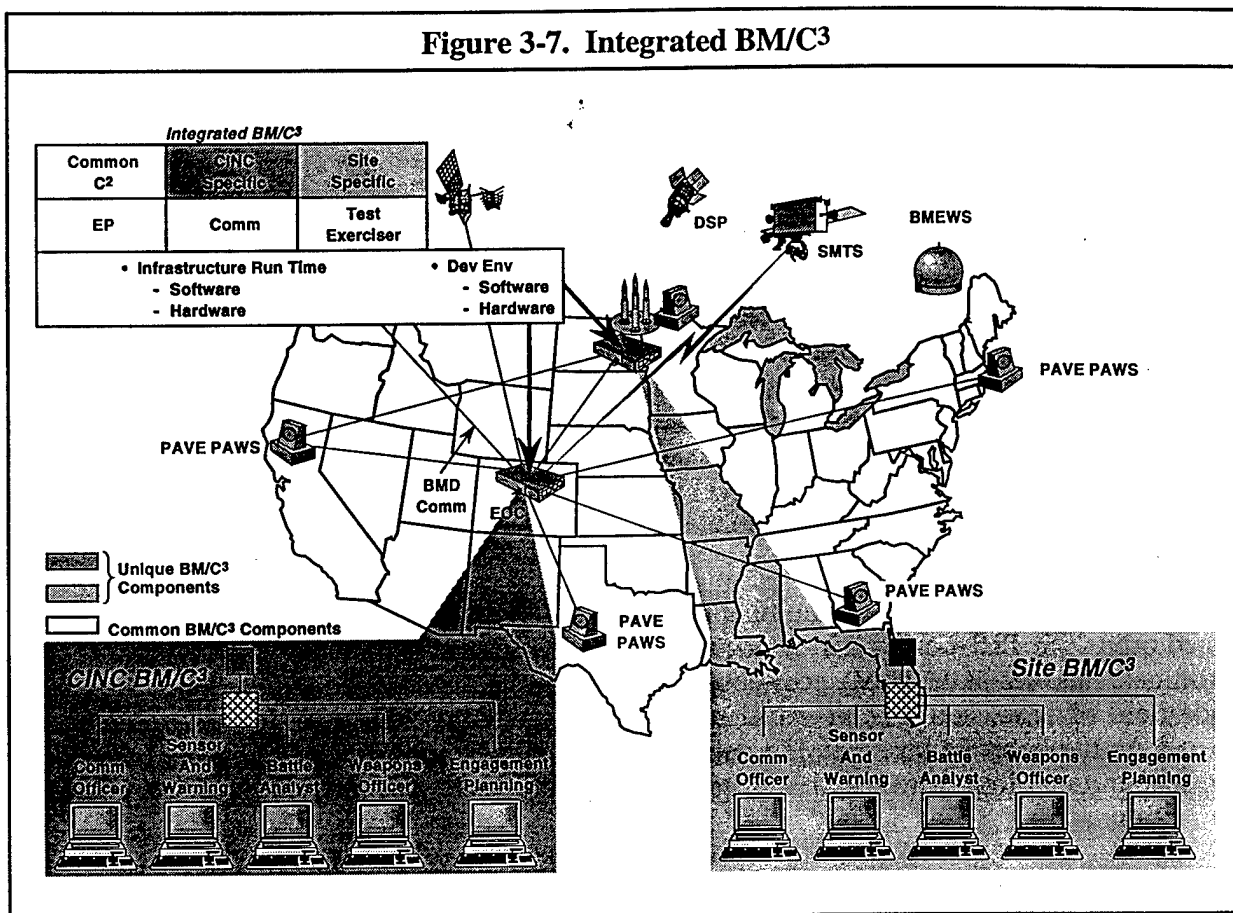 Figure 3-7. Integrated BM/C³
Integrated BM/C³
Common
C²
CINC
Specific
Site
Specific
EP
Comm
Test
Exerciser
• Infrastructure Run Time
- Software
- Hardware
• Dev Env
- Software
- Hardware
DSP
SMTS
BMEWS
PAVE PAWS
PAVE PAWS
BMD
Comm
EOC
PAVE PAWS
PAVE
PAWS
Unique BM/C³
Components
Common BM/C³ Components
CINC BM/C³
Comm
Officer
Sensor
And
Warning
Battle
Analyst
Weapons
Officer
Engagement
Planning
Site BM/C³
Comm
Officer
Sensor
And
Warning
Battle
Analyst
Weapons
Officer
Engagement
Planning